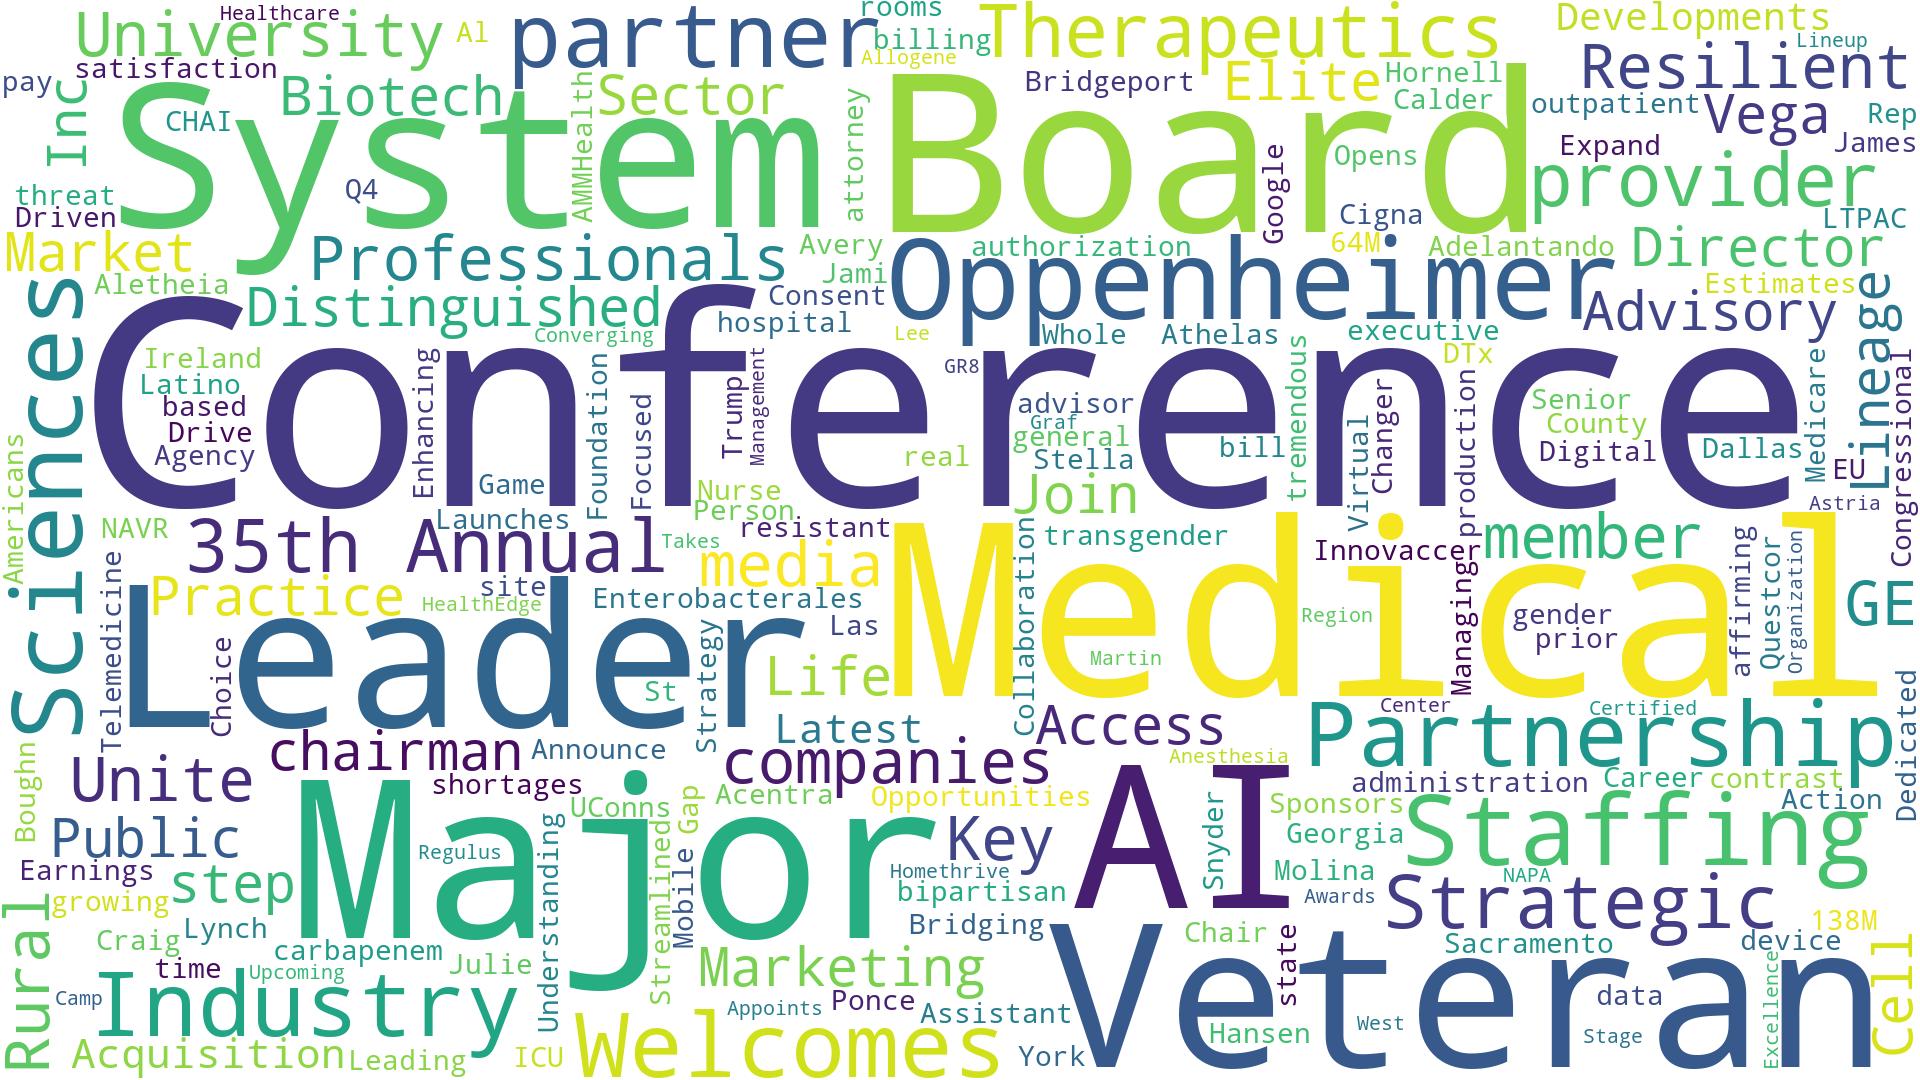 Healthcare
rooms
University
Al
partner
billing
Therapeutics
Developments
Lineup
pay
satisfaction
Allogene
Bridgeport
Elite
Hornell
Resilient
Inc
Biotech
AMMHealth
Sector
Calder
outpatient
Vega
Rep
CHAI
System
attorney
Board
Google
Opens
Expand
James
threat
Q4
provider
Driven
Cigna
LTPAC
Market
Professionals
Avery
authorization
64M
Adelantando
Director
Jami
Oppenheimer
Aletheia
Distinguished
Consent
Estimates
Sciences
Converging
hospital
Lee
Whole
Athelas
executive
Advisory
Lineage
Ireland
Conference
GR8
DTx
Latino
Enhancing
Foundation
Trump
Management
tremendous
Medicare
Congressional
based
Focused
advisor
Virtual
Changer
production
Senior
Drive
Graf
general
County
Agency
real
Stella
bill
Digital
Dallas
EU
Americans
Game
Nurse
Join
Astria
NAVR
Launches
Person
35th Annual
resistant
Takes
media
Medical
transgender
Innovaccer
member
Telemedicine
Practice
site
HealthEdge
Enterobacterales
Collaboration
Region
Managing
gender
prior
affirming
Questcor
Organization
GE
Leader
Choice
Las
Martin
Life
St
Strategy
Latest
Access
Center
Partnership
Certified
Dedicated
chairman
Announce
companies
Anesthesia
Unite
shortages
Boughn
Major
UConns
Acentra
Opportunities
AI
administration
Career
contrast
Action
Public
Streamlined
Mobile Gap
Key
Snyder
Sponsors
Georgia
Staffing
Earnings
Regulus
Understanding
Homethrive
Molina
NAPA
step
bipartisan
Awards
Strategic
growing
Rural
Lynch
Bridging
Chair
138M
Craig
carbapenem
Veteran
state
Sacramento
device
time
Upcoming
Julie
Marketing
Cell
Camp
Industry
Appoints
Ponce
Assistant
data
Excellence
Hansen
West
Stage
Acquisition
Leading
ICU
Welcomes
York